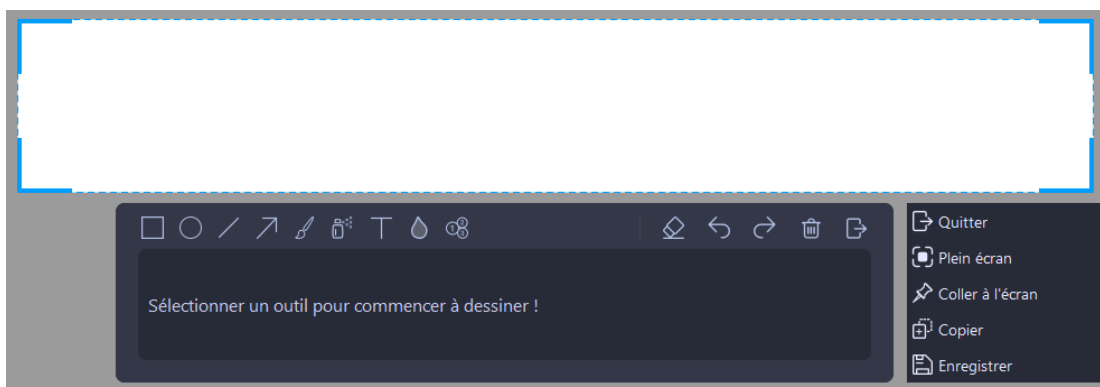 Quitter
Plein écran
Coller à l'écran
Sélectionner un outil pour commencer à dessiner !
Copier
Enregistrer